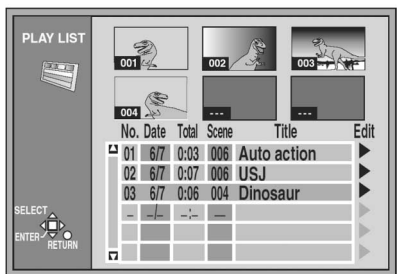 PLAY LIST
001 002 003
004 --- ---
No. Date Total Scene Title Edit
01 6/7 0:03 006 Auto action
02 6/7 0:07 006 USJ
03 6/7 0:06 004 Dinosaur
– –/– –:– —
SELECT
ENTER
RETURN